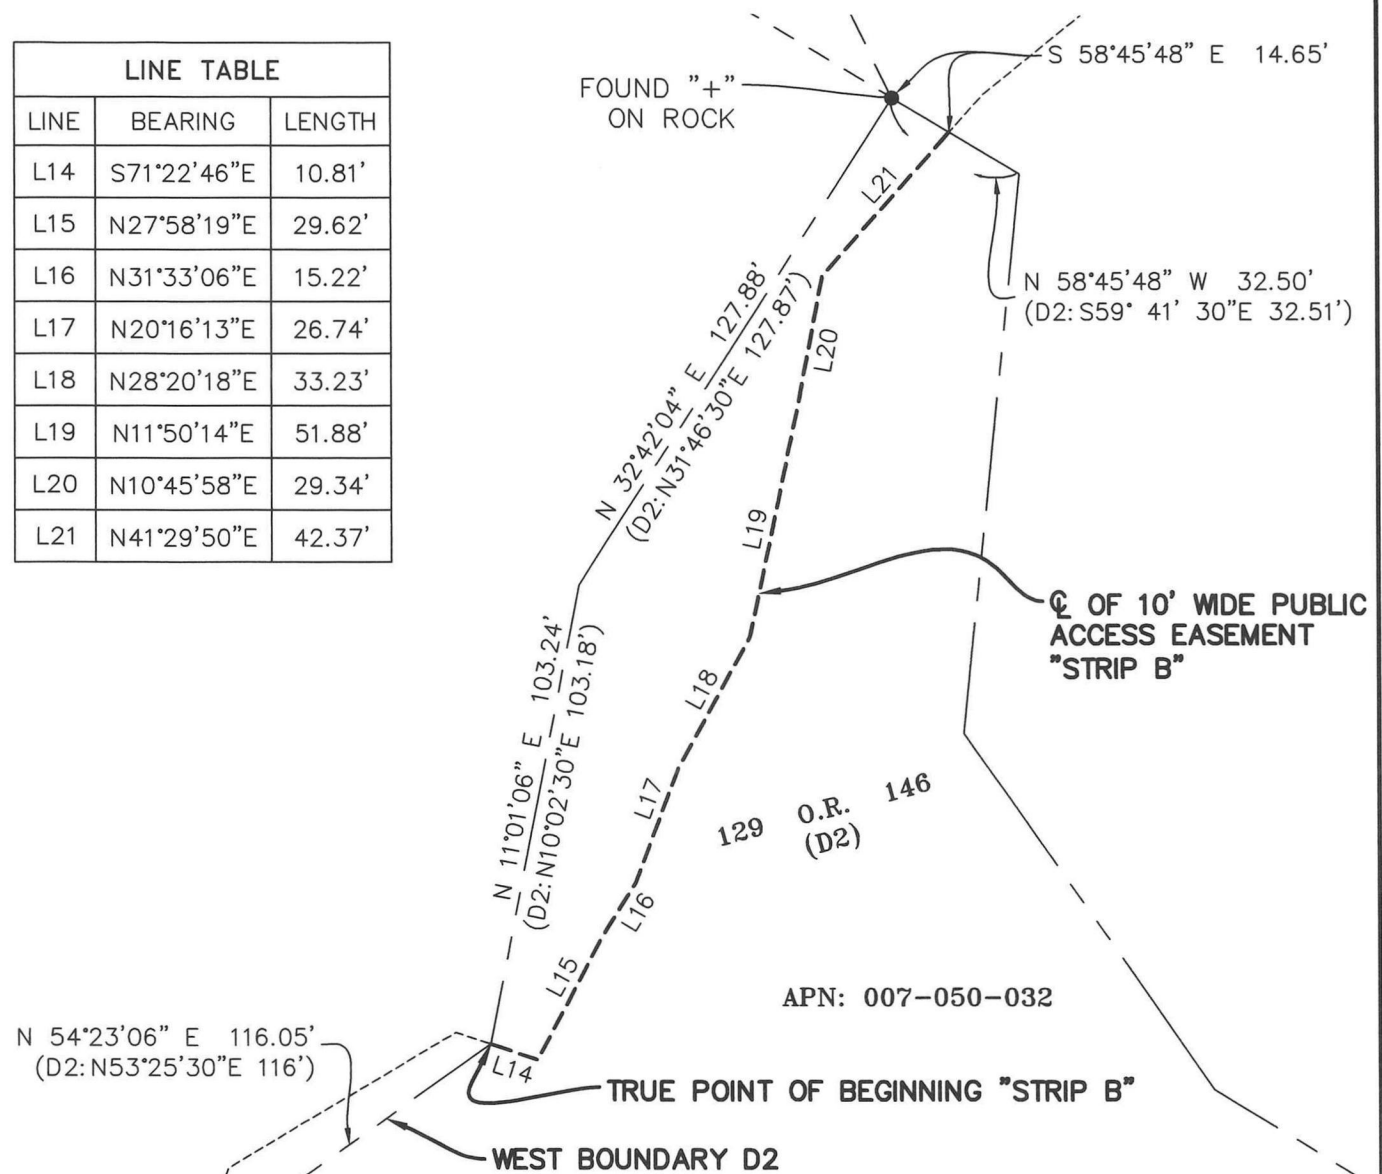 LINE TABLE
LINE BEARING LENGTH
L14 S71°22'46"E 10.81'
L15 N27°58'19"E 29.62'
L16 N31°33'06"E 15.22'
L17 N20°16'13"E 26.74'
L18 N28°20'18"E 33.23'
L19 N11°50'14"E 51.88'
L20 N10°45'58"E 29.34'
L21 N41°29'50"E 42.37'
S 58°45'48" E 14.65'
FOUND "+"
ON ROCK
L21
N 58°45'48" W 32.50'
(D2: S59° 41' 30"E 32.51')
L20
N 32°42'04" E 127.88'
(D2: N31°46'30"E 127.87')
L19
℄ OF 10' WIDE PUBLIC
ACCESS EASEMENT
"STRIP B"
L18
N 11°01'06" E 103.24'
(D2: N10°02'30"E 103.18')
L17
129 O.R. 146
(D2)
L16
L15
APN: 007-050-032
N 54°23'06" E 116.05'
(D2: N53°25'30"E 116')
L14
TRUE POINT OF BEGINNING "STRIP B"
WEST BOUNDARY D2